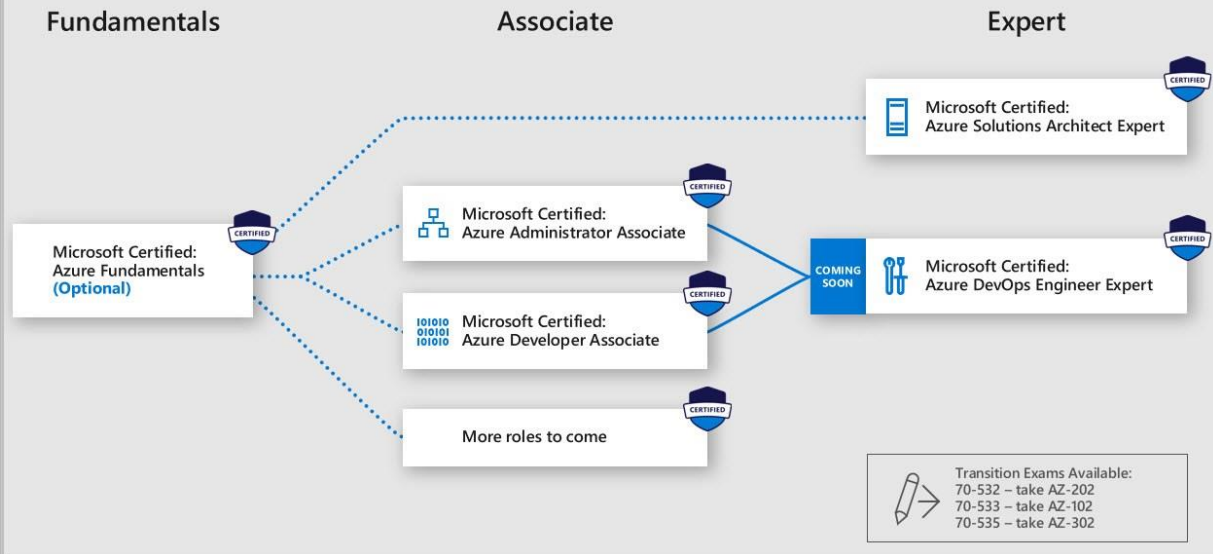 Fundamentals
Associate
Expert
Microsoft Certified:
Azure Fundamentals
(Optional)
CERTIFIED
Microsoft Certified:
Azure Administrator Associate
CERTIFIED
101010
010101
101010
Microsoft Certified:
Azure Developer Associate
CERTIFIED
More roles to come
CERTIFIED
Microsoft Certified:
Azure Solutions Architect Expert
CERTIFIED
COMING
SOON
Microsoft Certified:
Azure DevOps Engineer Expert
CERTIFIED
Transition Exams Available:
70-532 – take AZ-202
70-533 – take AZ-102
70-535 – take AZ-302